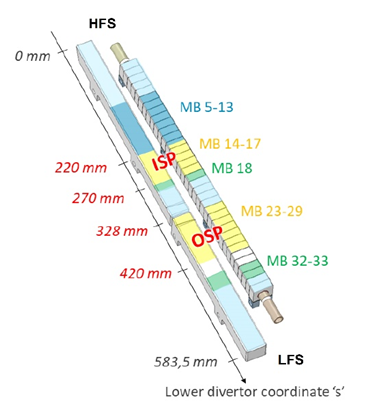 HFS
0 mm
MB 5-13
MB 14-17
ISP
220 mm
MB 18
270 mm
MB 23-29
328 mm
OSP
420 mm
MB 32-33
583,5 mm
LFS
Lower divertor coordinate ‘s’